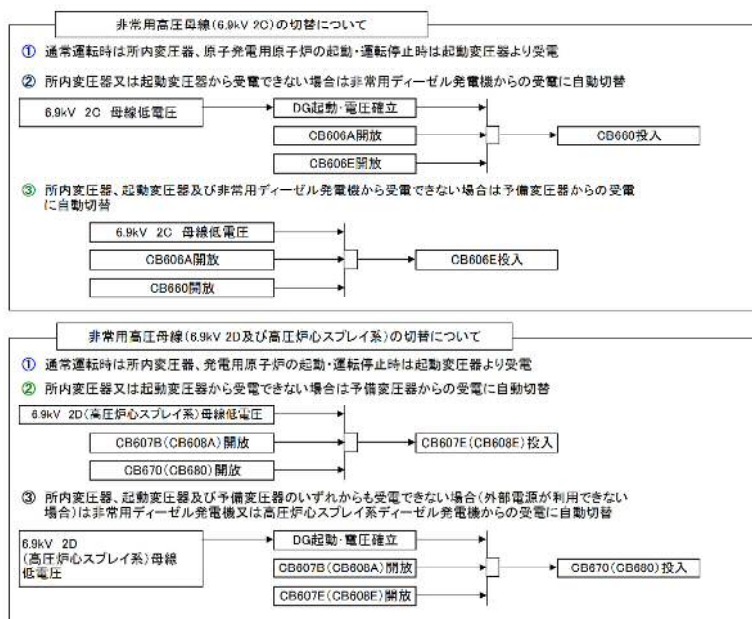 非常用高圧母線(6.9kV 2C)の切替について
① 通常運転時は所内変圧器、原子発電用原子炉の起動・運転停止時は起動変圧器より受電
② 所内変圧器又は起動変圧器から受電できない場合は非常用ディーゼル発電機からの受電に自動切替
6.9kV 2C 母線低電圧
DG起動・電圧確立
CB606A開放
CB660投入
CB606E開放
③ 所内変圧器、起動変圧器及び非常用ディーゼル発電機から受電できない場合は予備変圧器からの受電
に自動切替
6.9kV 2C 母線低電圧
CB606A開放
CB606E投入
CB660開放
非常用高圧母線(6.9kV 2D及び高圧炉心スプレイ系)の切替について
① 通常運転時は所内変圧器、発電用原子炉の起動・運転停止時は起動変圧器より受電
② 所内変圧器又は起動変圧器から受電できない場合は予備変圧器からの受電に自動切替
6.9kV 2D(高圧炉心スプレイ系)母線低電圧
CB607B(CB608A)開放
CB607E(CB608E)投入
CB670(CB680)開放
③ 所内変圧器、起動変圧器及び予備変圧器のいずれからも受電できない場合(外部電源が利用できない
場合)は非常用ディーゼル発電機又は高圧炉心スプレイ系ディーゼル発電機からの受電に自動切替
6.9kV 2D
(高圧炉心スプレイ系)母線
低電圧
DG起動・電圧確立
CB607B(CB608A)開放
CB670(CB680)投入
CB607E(CB608E)開放